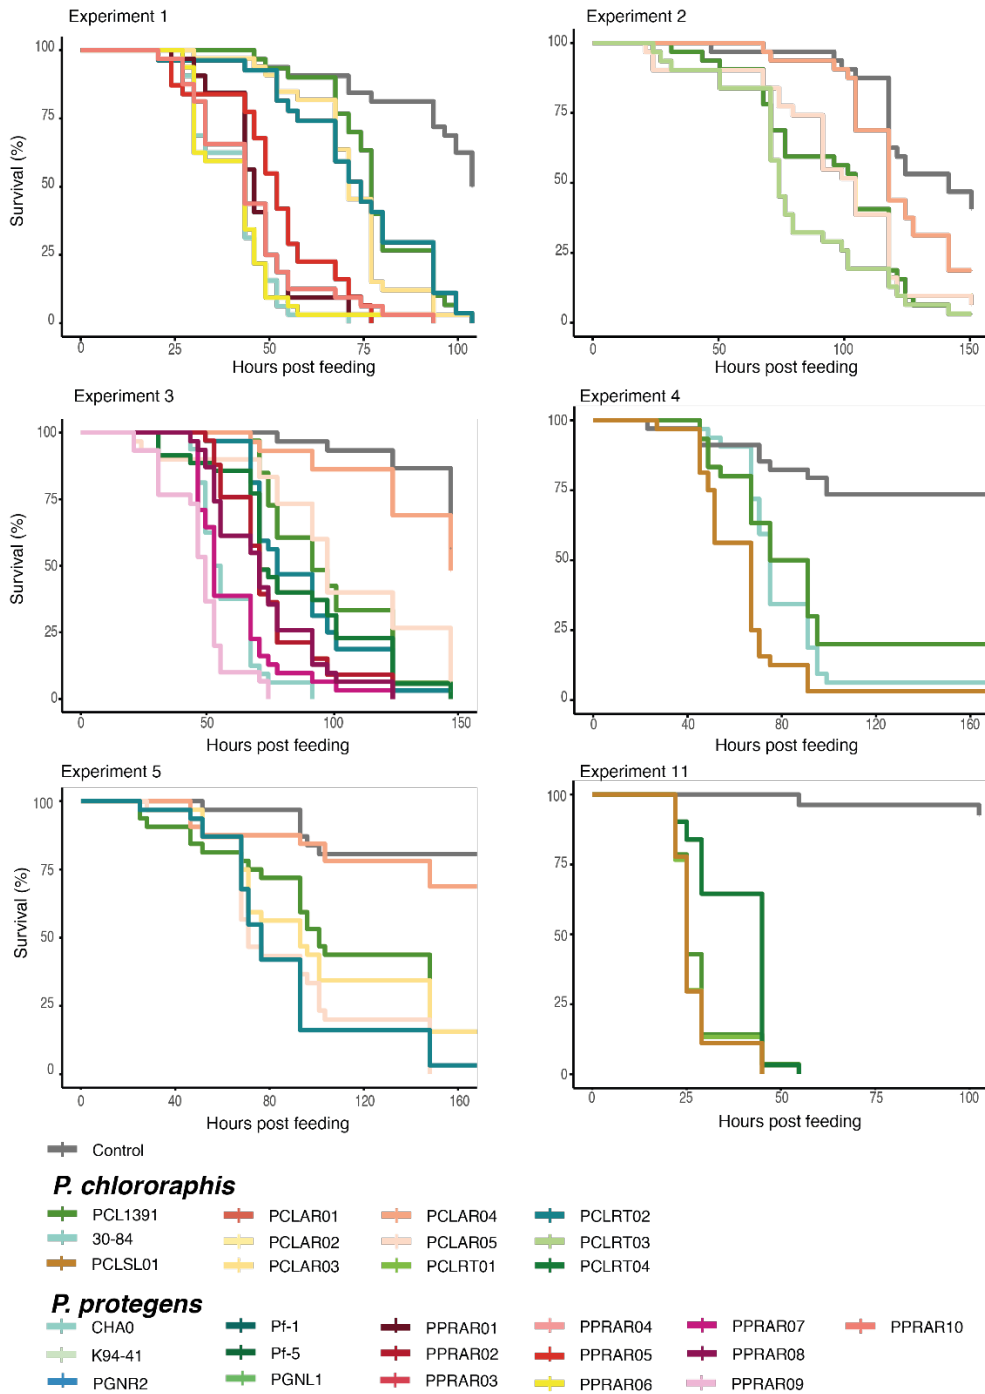 Experiment 1
Experiment 2
100
75
50
25
0
Survival (%)
0 25 50 75 100
Hours post feeding
100
75
50
25
0
0 50 100 150
Hours post feeding
Experiment 3
Experiment 4
100
75
50
25
0
Survival (%)
0 50 100 150
Hours post feeding
100
75
50
25
0
0 40 80 120 160
Hours post feeding
Experiment 5
Experiment 11
100
75
50
25
0
Survival (%)
0 40 80 120 160
Hours post feeding
100
75
50
25
0
0 25 50 75 100
Hours post feeding
Control
P. chlororaphis
PCL1391 PCLAR01 PCLAR04 PCLRT02
30-84 PCLAR02 PCLAR05 PCLRT03
PCLSL01 PCLAR03 PCLRT01 PCLRT04
P. protegens
CHA0 Pf-1 PPRAR01 PPRAR04 PPRAR07 PPRAR10
K94-41 Pf-5 PPRAR02 PPRAR05 PPRAR08
PGNR2 PGNL1 PPRAR03 PPRAR06 PPRAR09